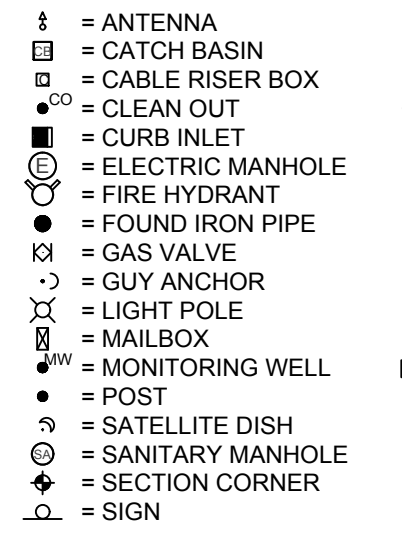 = ANTENNA
CB = CATCH BASIN
= CABLE RISER BOX
CO = CLEAN OUT
= CURB INLET
E = ELECTRIC MANHOLE
= FIRE HYDRANT
= FOUND IRON PIPE
= GAS VALVE
= GUY ANCHOR
= LIGHT POLE
= MAILBOX
MW = MONITORING WELL
= POST
= SATELLITE DISH
SA = SANITARY MANHOLE
= SECTION CORNER
= SIGN